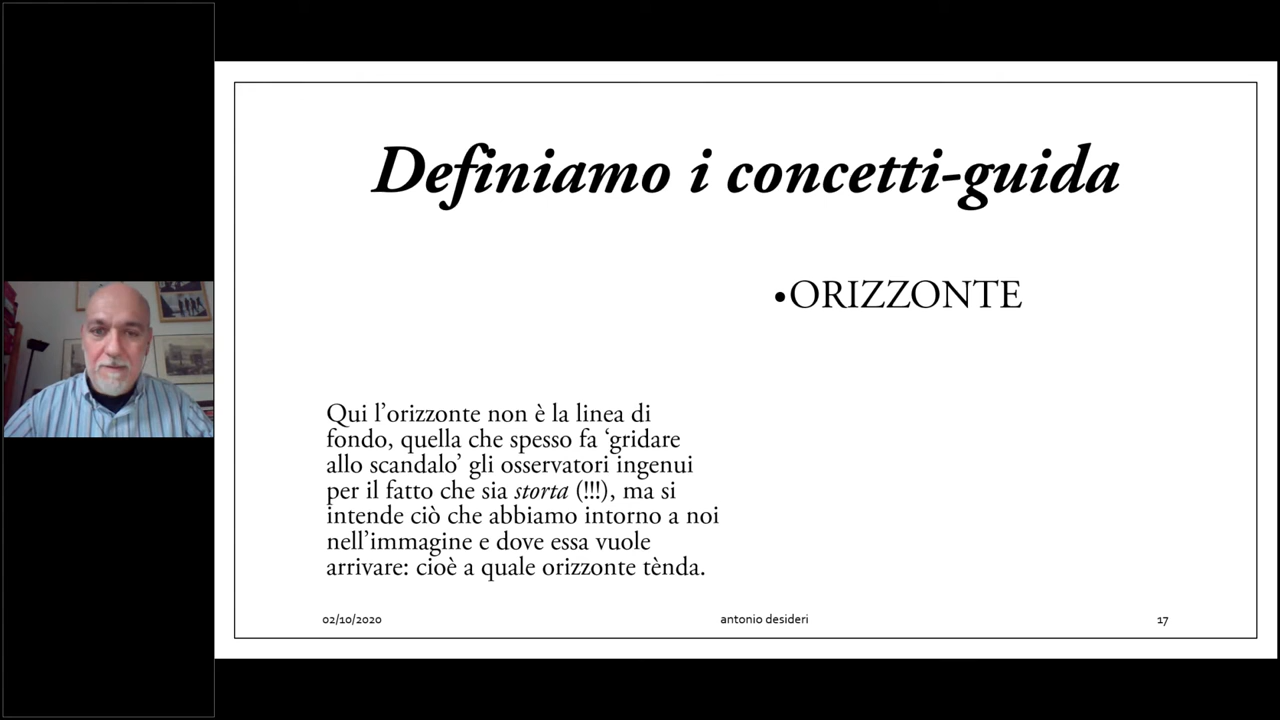 Definiamo i concetti-guida
•ORIZZONTE
Qui l’orizzonte non è la linea di
fondo, quella che spesso fa ‘gridare
allo scandalo’ gli osservatori ingenui
per il fatto che sia storta (!!!), ma si
intende ciò che abbiamo intorno a noi
nell’immagine e dove essa vuole
arrivare: cioè a quale orizzonte tènda.
02/10/2020
antonio desideri
17